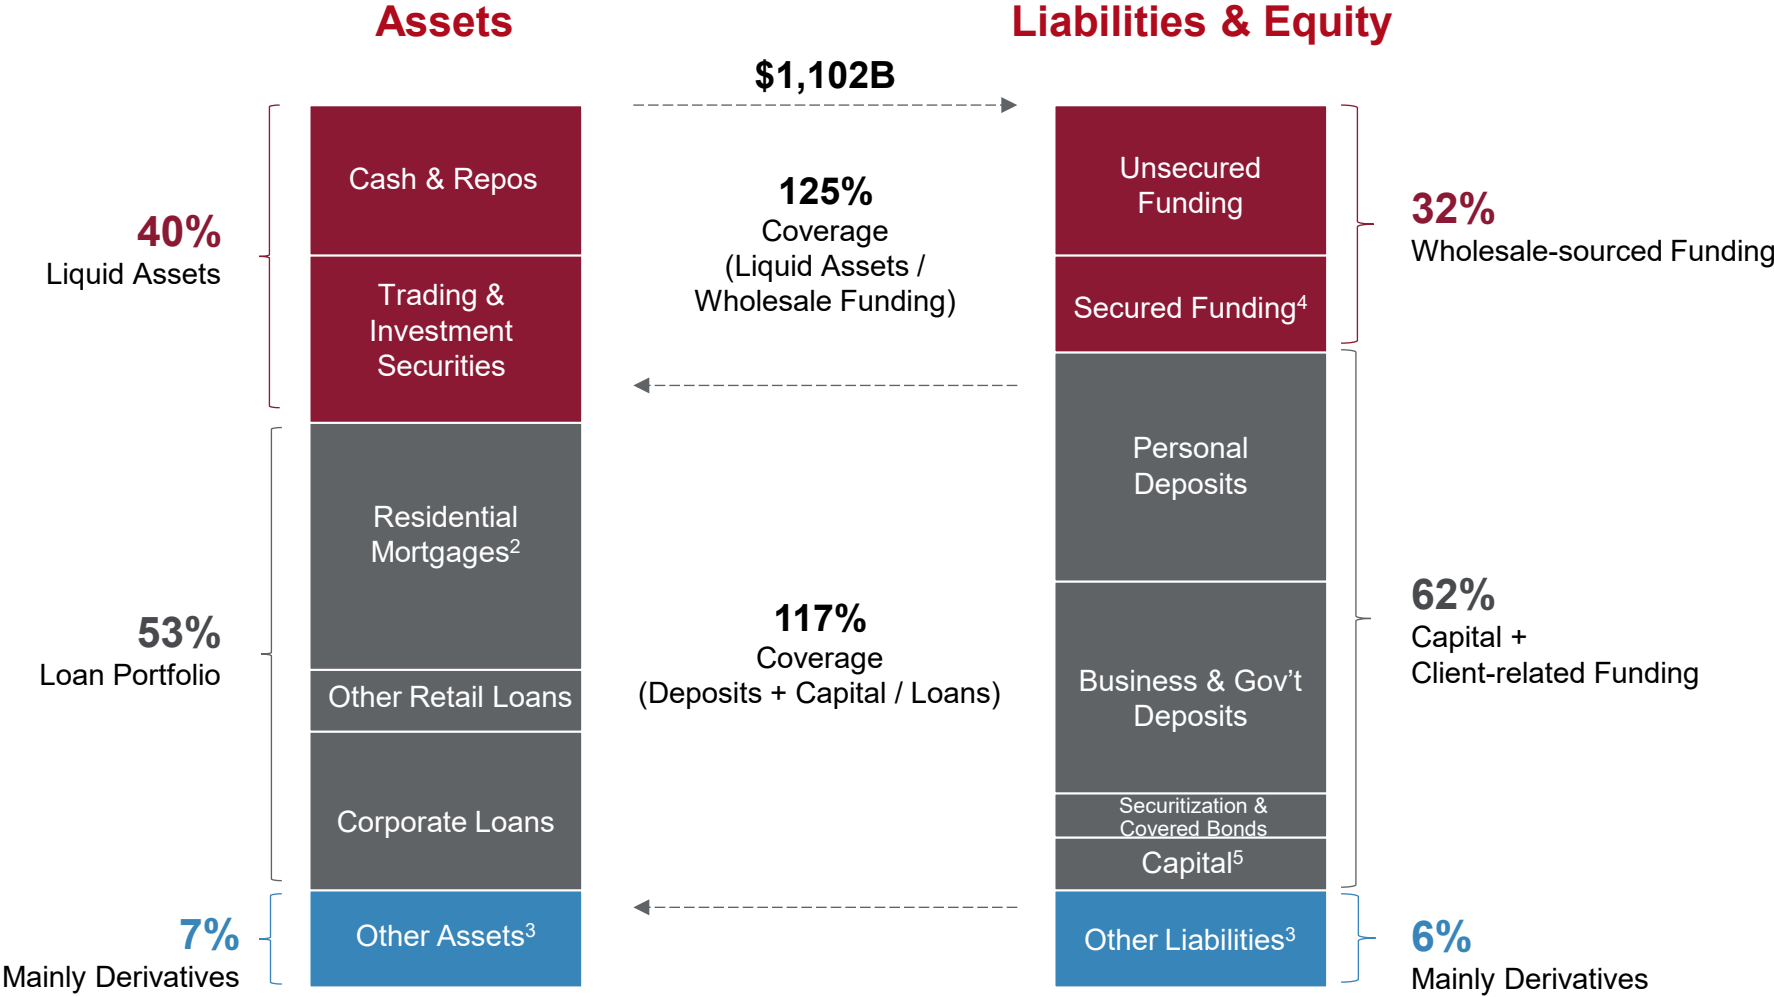 Assets
Liabilities & Equity
$1,102B
40%
Liquid Assets
Cash & Repos
Trading &
Investment
Securities
125%
Coverage
(Liquid Assets /
Wholesale Funding)
Unsecured
Funding
Secured Funding⁴
32%
Wholesale-sourced Funding
53%
Loan Portfolio
Residential
Mortgages²
Other Retail Loans
Corporate Loans
117%
Coverage
(Deposits + Capital / Loans)
Personal
Deposits
Business & Gov’t
Deposits
Securitization &
Covered Bonds
Capital⁵
62%
Capital +
Client-related Funding
7%
Mainly Derivatives
Other Assets³
Other Liabilities³
6%
Mainly Derivatives